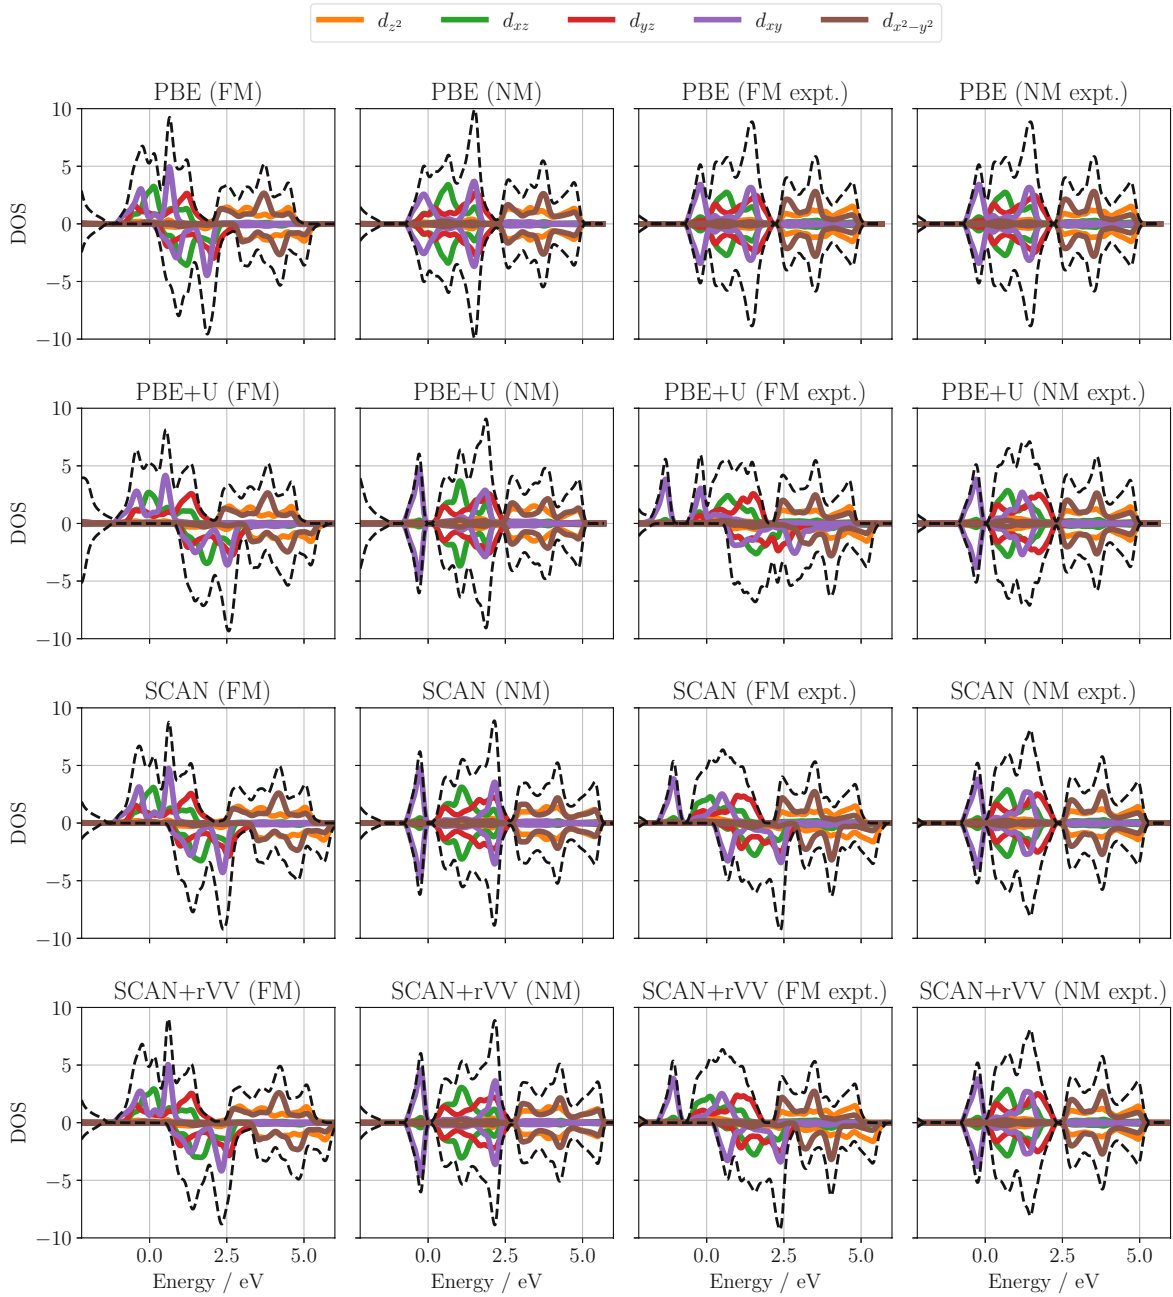 d_{z^2} d_{xz} d_{yz} d_{xy} d_{x^2-y^2}
PBE (FM) PBE (NM) PBE (FM expt.) PBE (NM expt.)
10
5
0
−5
−10
DOS
PBE+U (FM) PBE+U (NM) PBE+U (FM expt.) PBE+U (NM expt.)
10
5
0
−5
−10
DOS
SCAN (FM) SCAN (NM) SCAN (FM expt.) SCAN (NM expt.)
10
5
0
−5
−10
DOS
SCAN+rVV (FM) SCAN+rVV (NM) SCAN+rVV (FM expt.) SCAN+rVV (NM expt.)
10
5
0
−5
−10
DOS
0.0 2.5 5.0 0.0 2.5 5.0 0.0 2.5 5.0 0.0 2.5 5.0
Energy / eV Energy / eV Energy / eV Energy / eV